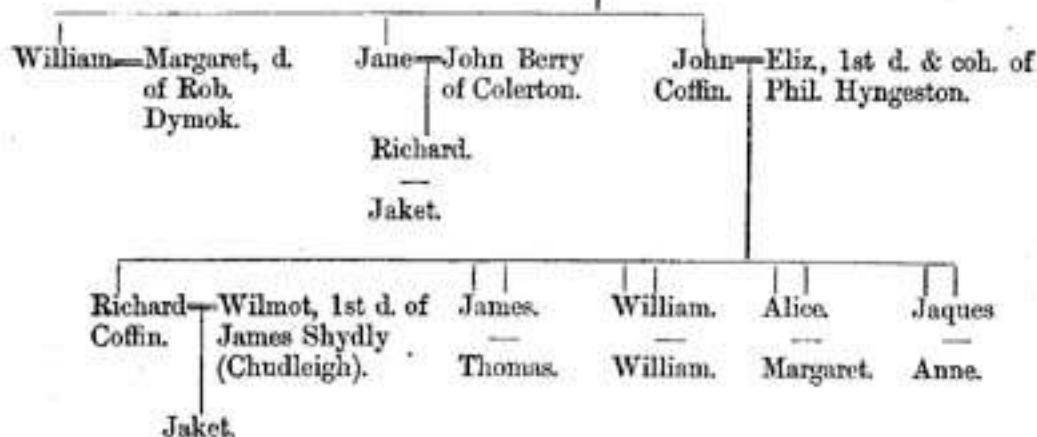 William Margaret, d. Jane John Berry John Eliz., 1st d. & coh. of
of Rob. of Colerton. Coffin. Phil. Hyngeston.
Dymok.
Richard.
—
Jaket.
Richard Wilmot, 1st d. of James. William. Alice. Jaques
Coffin. James Shydly — — — —
(Chudleigh). Thomas. William. Margaret. Anne.
Jaket.